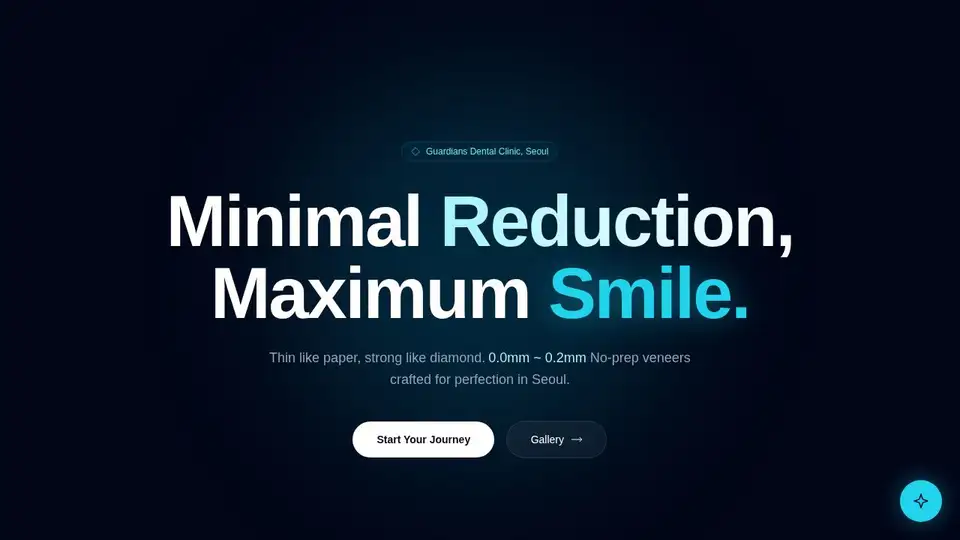 Guardians Dental Clinic, Seoul
Minimal Reduction,
Maximum Smile.
Thin like paper, strong like diamond. 0.0mm ~ 0.2mm No-prep veneers
crafted for perfection in Seoul.
Start Your Journey
Gallery →